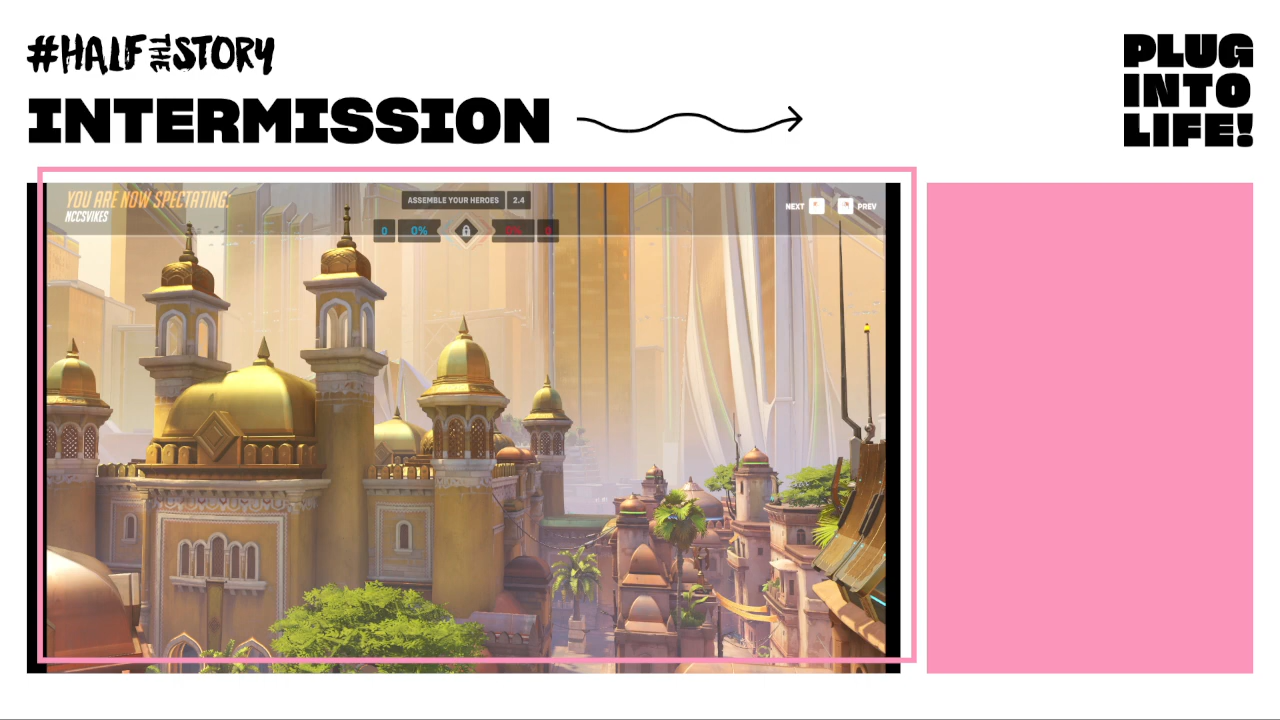 #HALF THE STORY
INTERMISSION
PLUG
INTO
LIFE!
YOU ARE NOW SPECTATING:
NCCSVIKES
ASSEMBLE YOUR HEROES 2.4
0 0% 0% 0
NEXT PREV